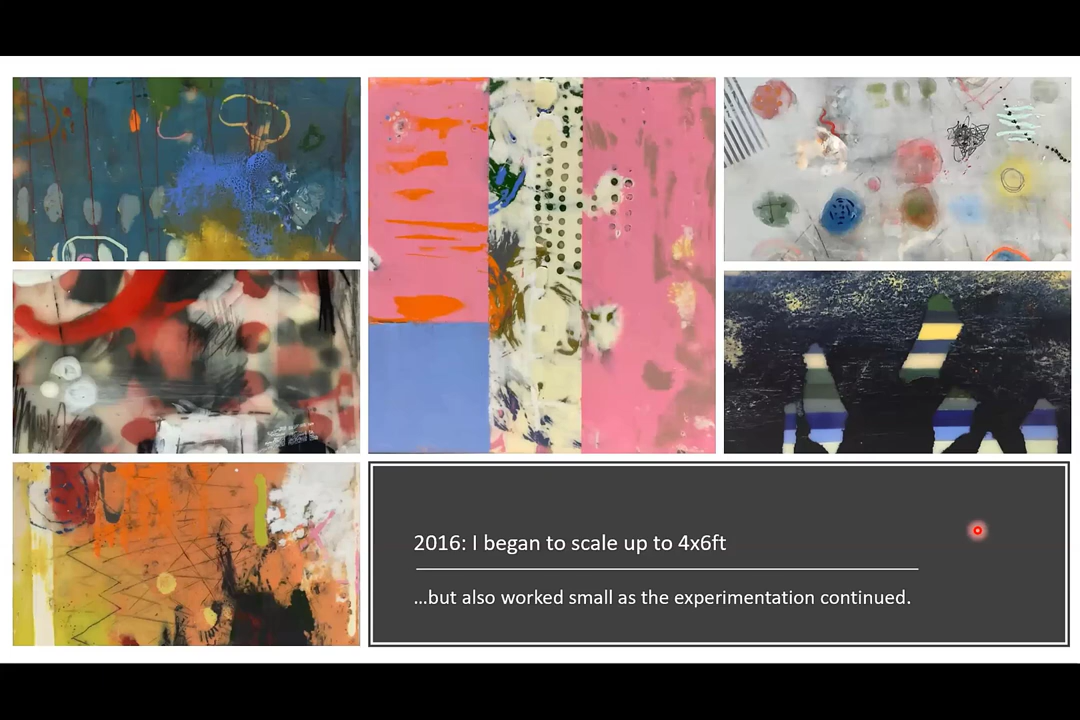 2016: I began to scale up to 4x6ft
...but also worked small as the experimentation continued.